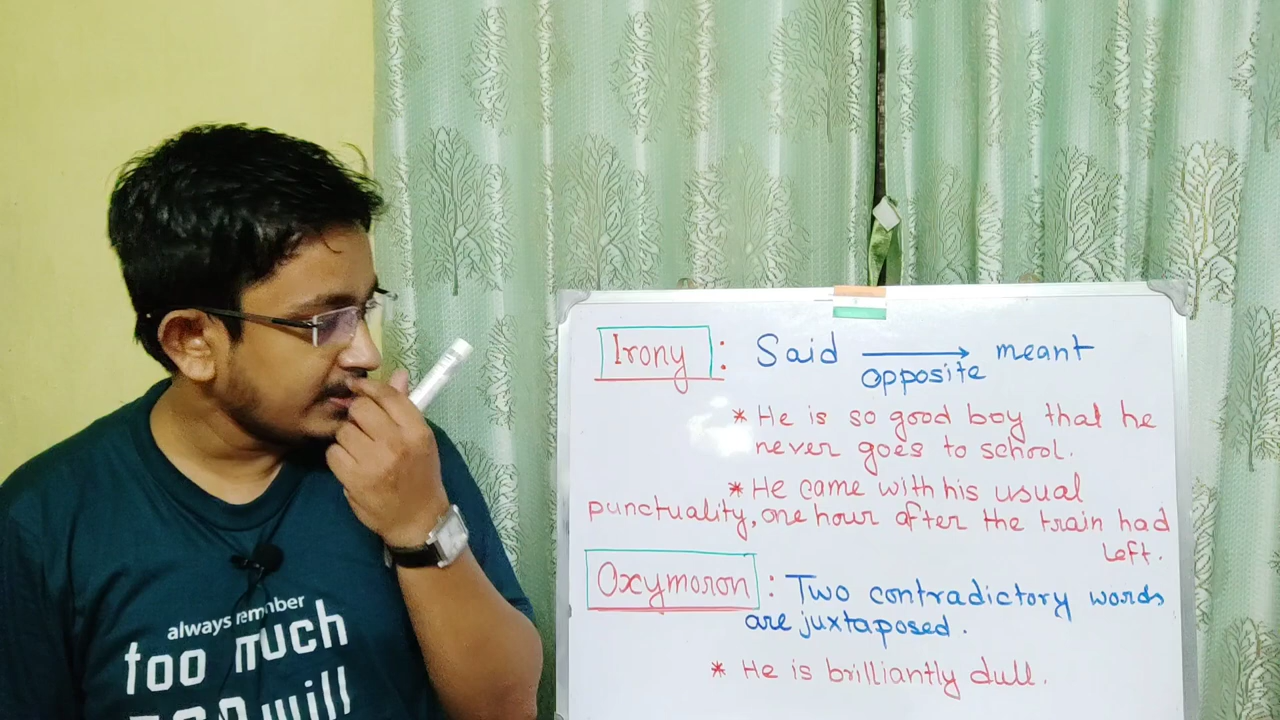 always remember
too much
will
Irony : Said → meant
opposite
* He is so good boy that he
never goes to school.
* He came with his usual
punctuality, one hour after the train had
left.
Oxymoron : Two contradictory words
are juxtaposed.
* He is brilliantly dull.